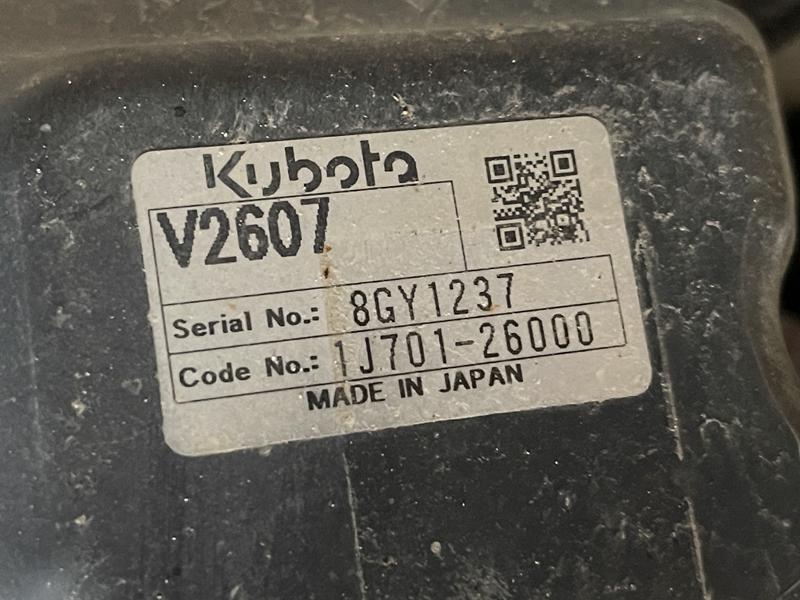 Kubota
V2607
Serial No.: 8GY1237
Code No.: 1J701-26000
MADE IN JAPAN